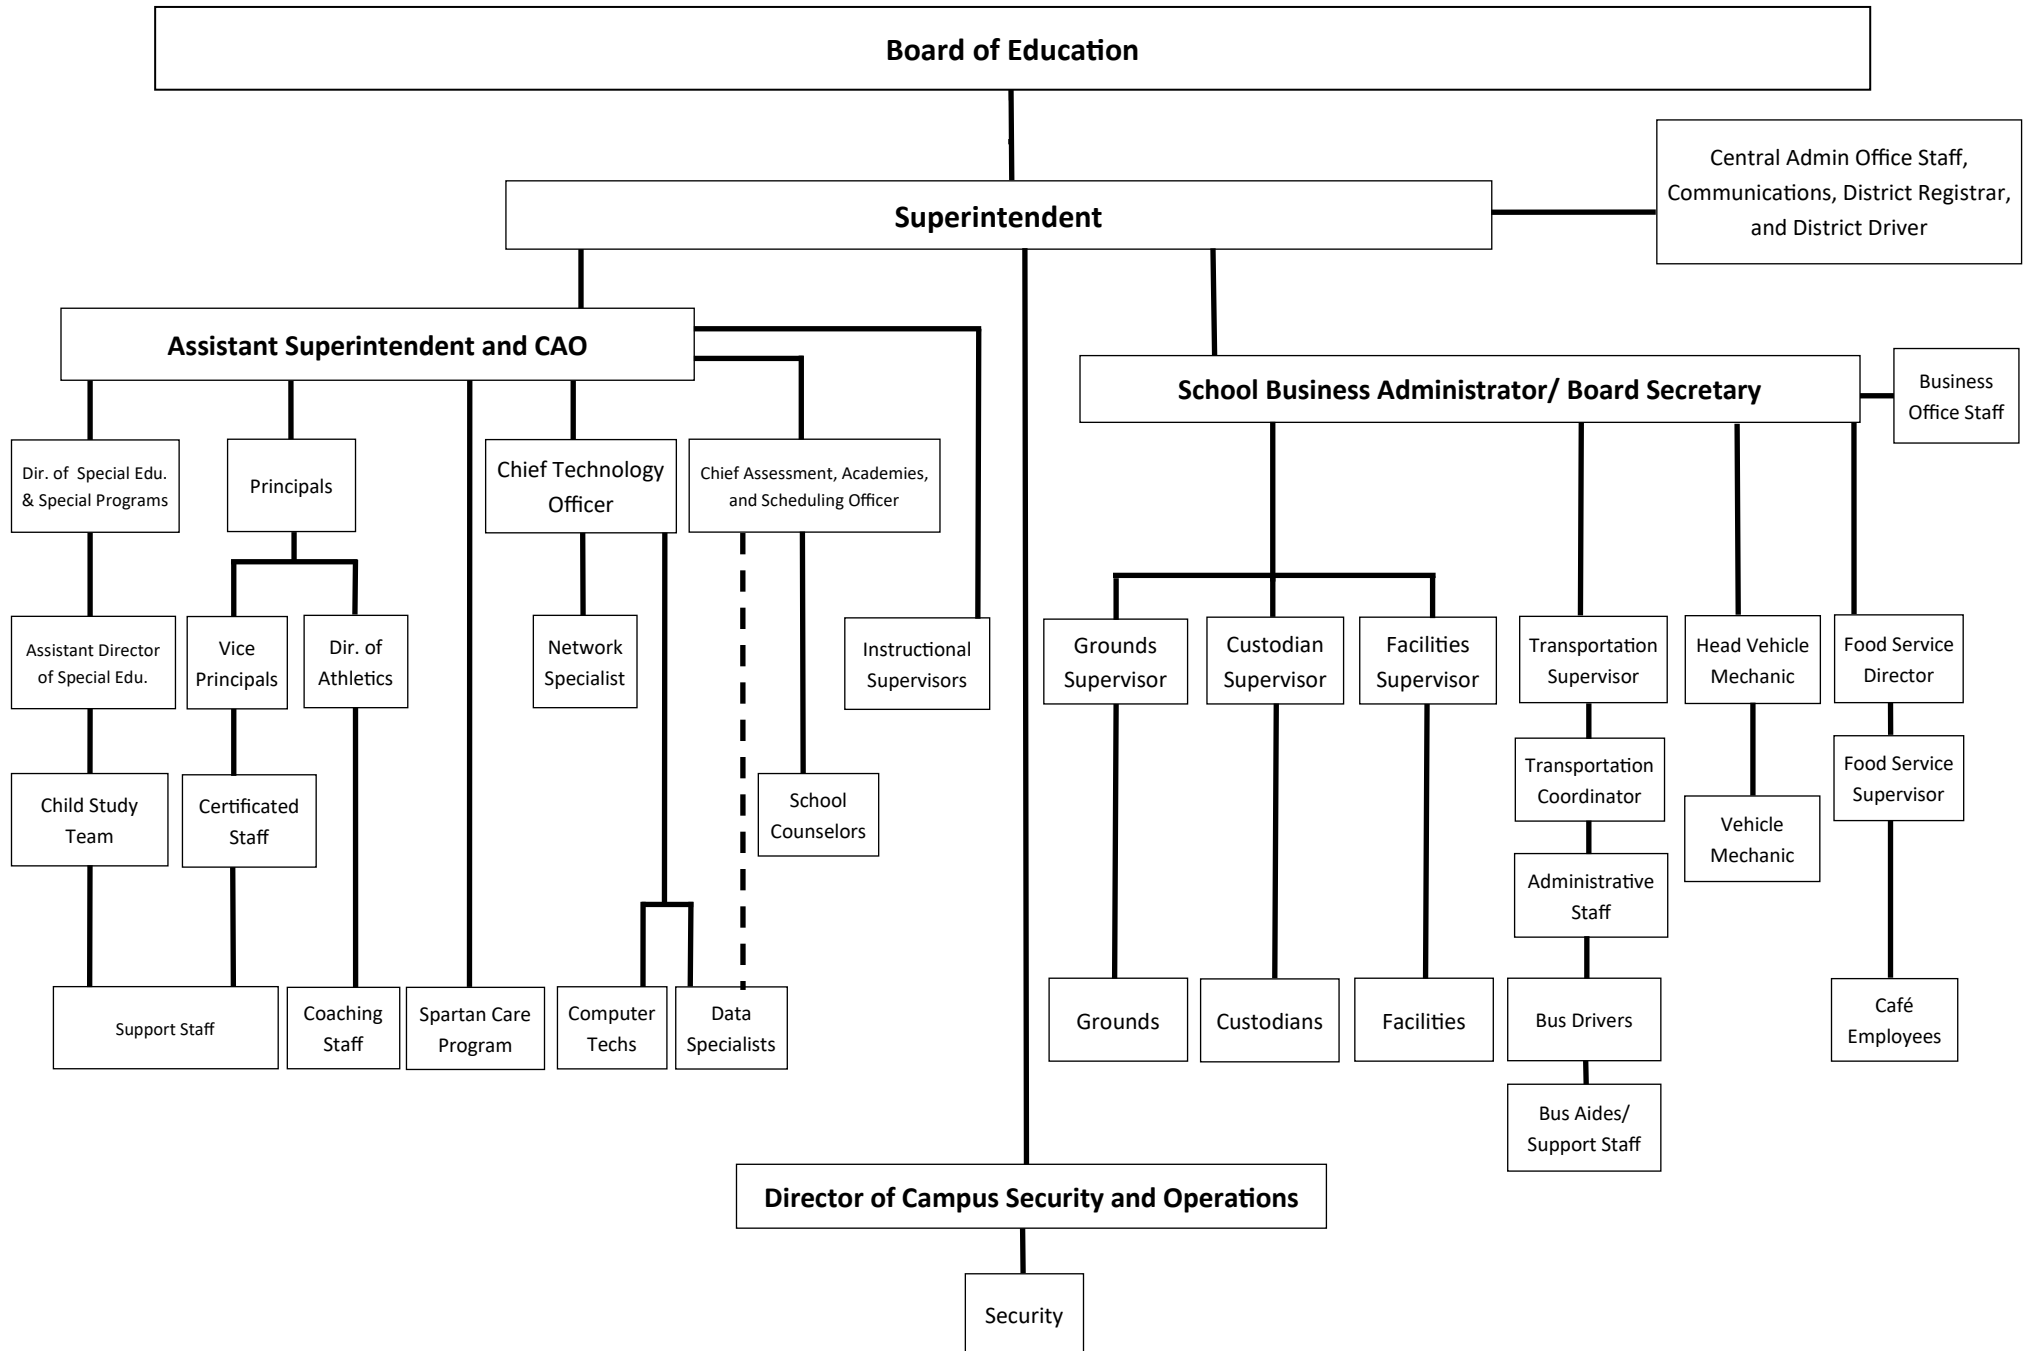 Board of Education
Central Admin Office Staff,
Communications, District Registrar,
and District Driver
Superintendent
Assistant Superintendent and CAO
School Business Administrator/ Board Secretary
Business
Office Staff
Dir. of  Special Edu.
& Special Programs
Principals
Chief Technology
Officer
Chief Assessment, Academies,
and Scheduling Officer
Assistant Director
of Special Edu.
Vice
Principals
Dir. of
Athletics
Network
Specialist
Instructional
Supervisors
Grounds
Supervisor
Custodian
Supervisor
Facilities
Supervisor
Transportation
Supervisor
Head Vehicle
Mechanic
Food Service
Director
Transportation
Coordinator
Food Service
Supervisor
Child Study
Team
Certificated
Staff
School
Counselors
Vehicle
Mechanic
Administrative
Staff
Support Staff
Coaching
Staff
Spartan Care
Program
Computer
Techs
Data
Specialists
Grounds
Custodians
Facilities
Bus Drivers
Café
Employees
Bus Aides/
Support Staff
Director of Campus Security and Operations
Security